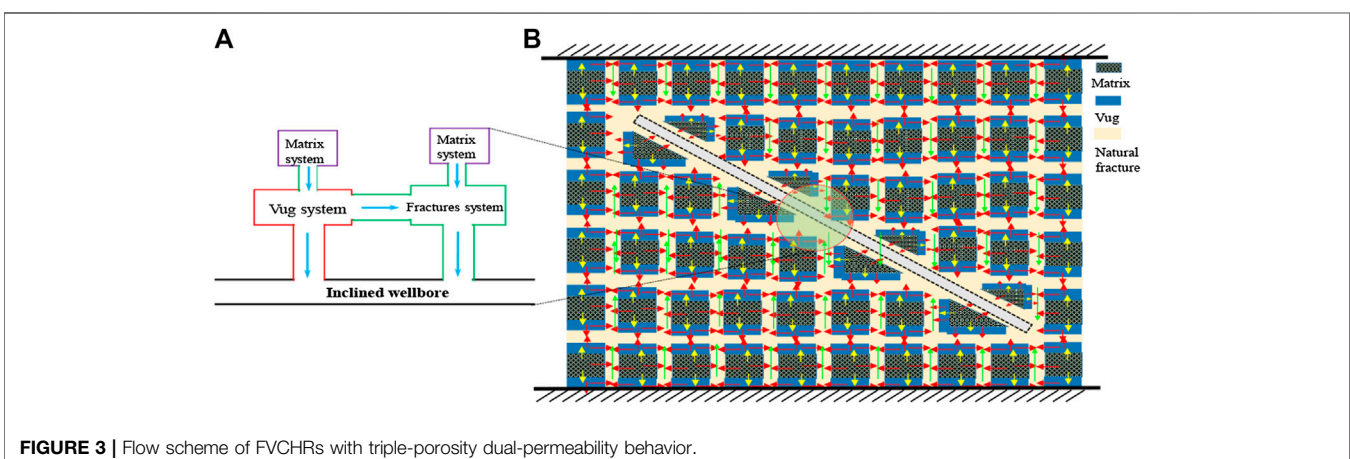 A
B
Matrix
system
Matrix
system
Vug system
Fractures system
Inclined wellbore
Matrix
Vug
Natural
fracture
FIGURE 3 | Flow scheme of FVCHRs with triple-porosity dual-permeability behavior.